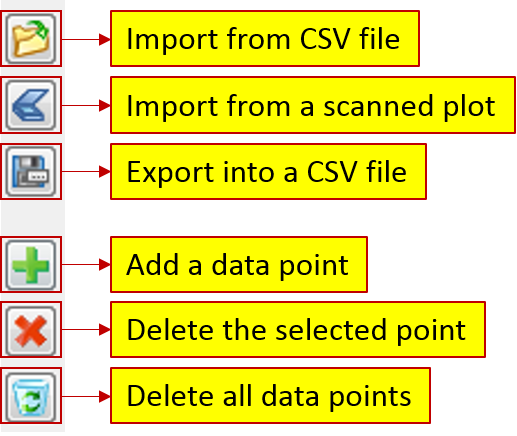 Import from CSV file
Import from a scanned plot
Export into a CSV file
Add a data point
Delete the selected point
Delete all data points